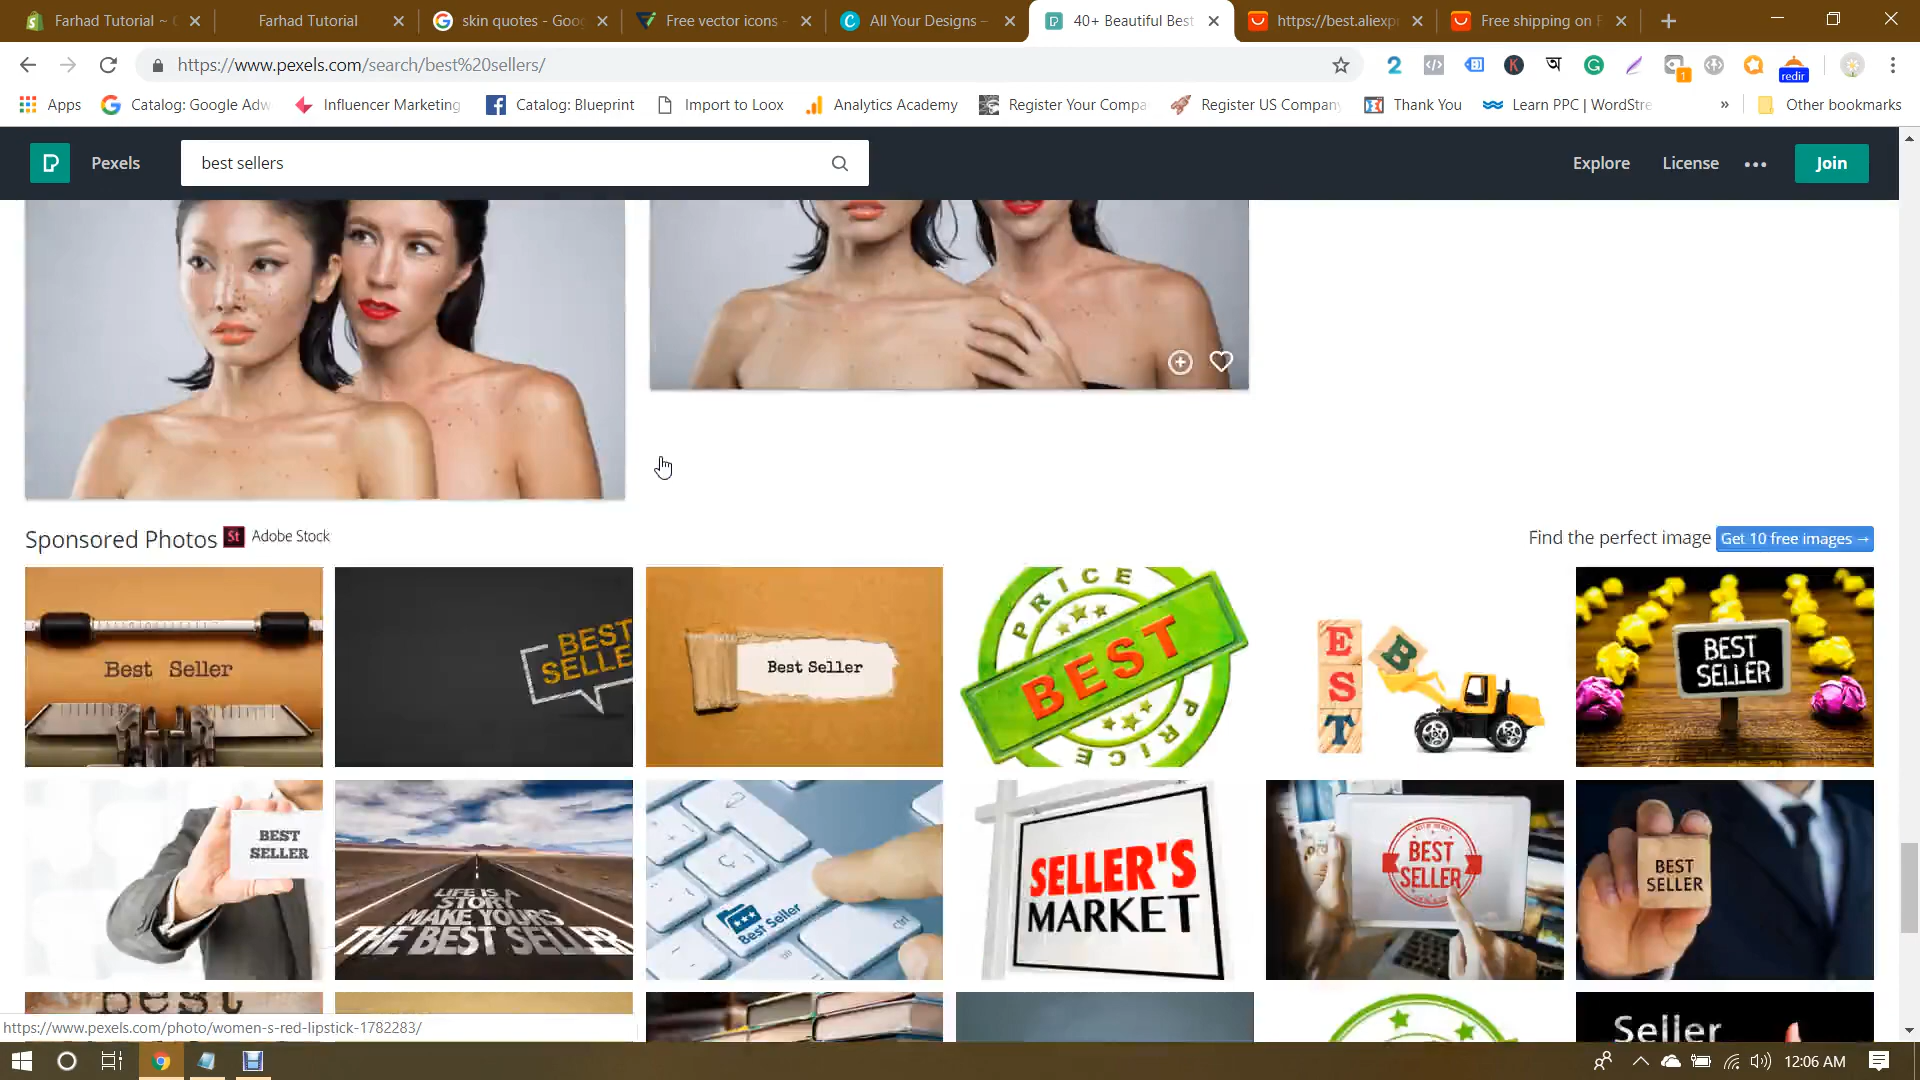 Farhad Tutorial ~
Farhad Tutorial
skin quotes - Goo
Free vector icons -
All Your Designs –
40+ Beautiful Best
https://best.aliexp
Free shipping on
https://www.pexels.com/search/best%20sellers/
redir
Apps
Catalog: Google Adw
Influencer Marketing
Catalog: Blueprint
Import to Loox
Analytics Academy
Register Your Compa
Register US Company
Thank You
Learn PPC | WordStre
»
Other bookmarks
Pexels
best sellers
Explore
License
Join
Sponsored Photos
St
Adobe Stock
Find the perfect image
Get 10 free images →
Best Seller
BEST
SELLE
Best Seller
PRICE
BEST
PRICE
E
S
T
B
BEST
SELLER
BEST
SELLER
LIFE IS A
STORY
MAKE YOURS
THE BEST SELLER
Best Seller
Ctrl
SELLER'S
MARKET
BEST
SELLER
BEST
SELLER
Best
Seller
https://www.pexels.com/photo/women-s-red-lipstick-1782283/
12:06 AM